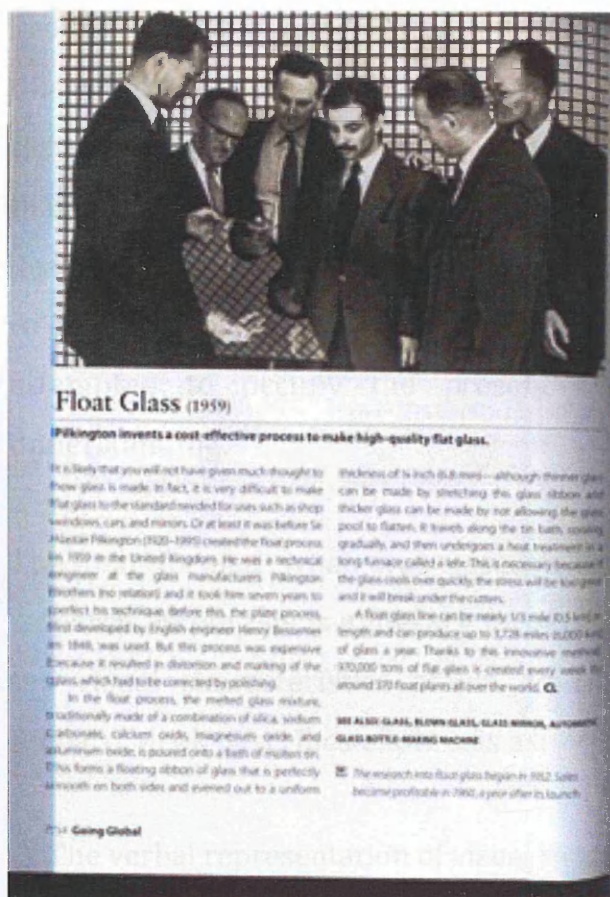 Float Glass (1959)
Pilkington invents a cost-effective process to make high-quality flat glass.
It is likely that you will not have given much thought to
how glass is made. In fact, it is very difficult to make
flat glass to the standard needed for uses such as shop
windows, cars, and mirrors. Or at least it was before Sir
Alastair Pilkington (1920–1995) created the float process
in 1959 in the United Kingdom. He was a technical
engineer at the glass manufacturers Pilkington
Brothers (no relation) and it took him seven years to
perfect his technique. Before this, the plate process,
first developed by English engineer Henry Bessemer
in 1848, was used. But this process was expensive
because it resulted in distortion and marking of the
glass, which had to be corrected by polishing.
In the float process, the melted glass mixture,
traditionally made of a combination of silica, sodium
carbonate, calcium oxide, magnesium oxide, and
aluminum oxide, is poured onto a bath of molten tin.
This forms a floating ribbon of glass that is perfectly
smooth on both sides and evened out to a uniform
thickness of ¼ inch (6.8 mm)—although thinner glass
can be made by stretching this glass ribbon and
thicker glass can be made by not allowing the glass
pool to flatten. It travels along the tin bath, cooling
gradually, and then undergoes a heat treatment in a
long furnace called a lehr. This is necessary because if
the glass cools over quickly, the stress will be too great
and it will break under the cutters.
A float glass line can be nearly 1/3 mile (0.5 km) in
length and can produce up to 3,728 miles (6,000 km)
of glass a year. Thanks to this innovative method,
970,000 tons of flat glass is created every week in
around 370 float plants all over the world. CL
SEE ALSO: GLASS, BLOWN GLASS, GLASS MIRROR, AUTOMATIC
GLASS BOTTLE-MAKING MACHINE
The research into float glass began in 1952. Sales
became profitable in 1960, a year after its launch.
Going Global
The verbal representation of